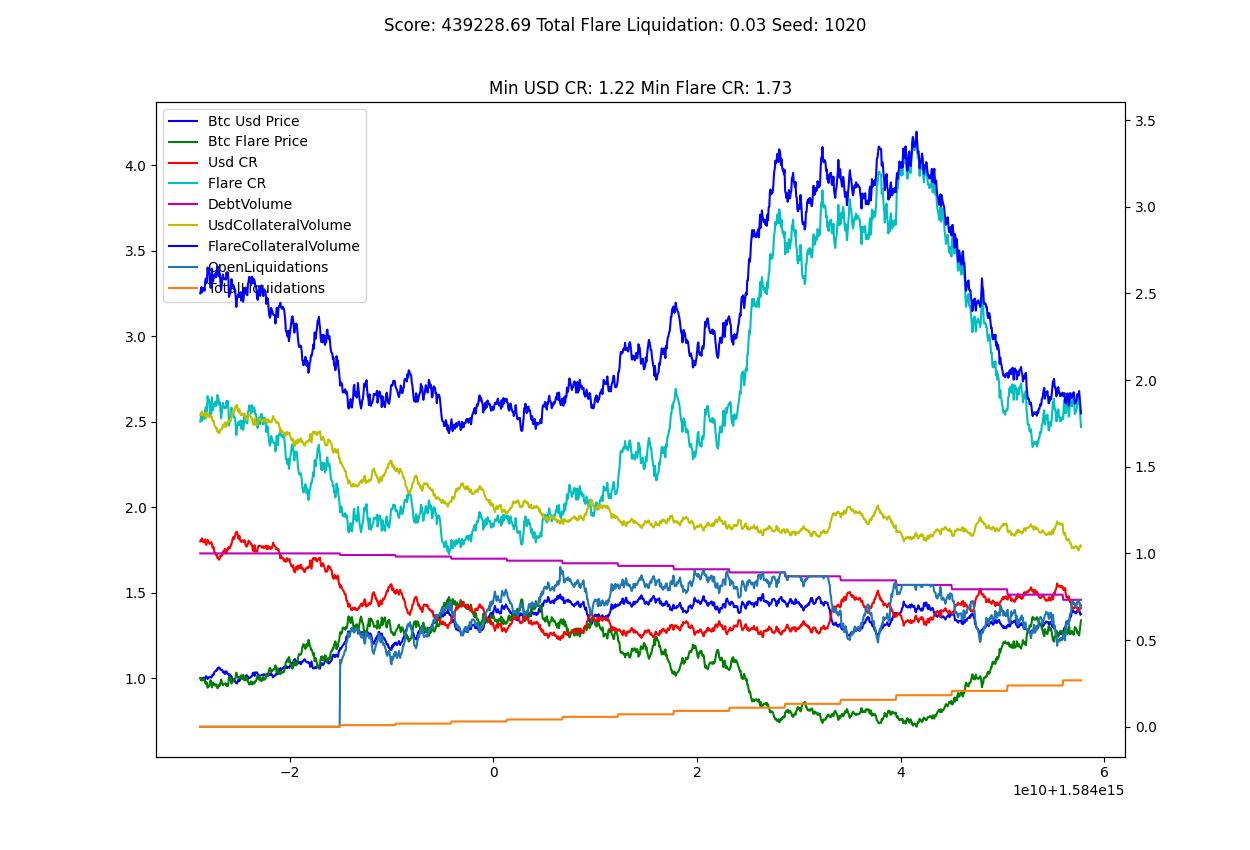 Score: 439228.69 Total Flare Liquidation: 0.03 Seed: 1020
Min USD CR: 1.22 Min Flare CR: 1.73
Btc Usd Price
Btc Flare Price
Usd CR
Flare CR
DebtVolume
UsdCollateralVolume
FlareCollateralVolume
OpenLiquidations
TotalLiquidations
4.0
3.5
3.0
2.5
2.0
1.5
1.0
3.5
3.0
2.5
2.0
1.5
1.0
0.5
0.0
−2 0 2 4 6
1e10+1.584e15